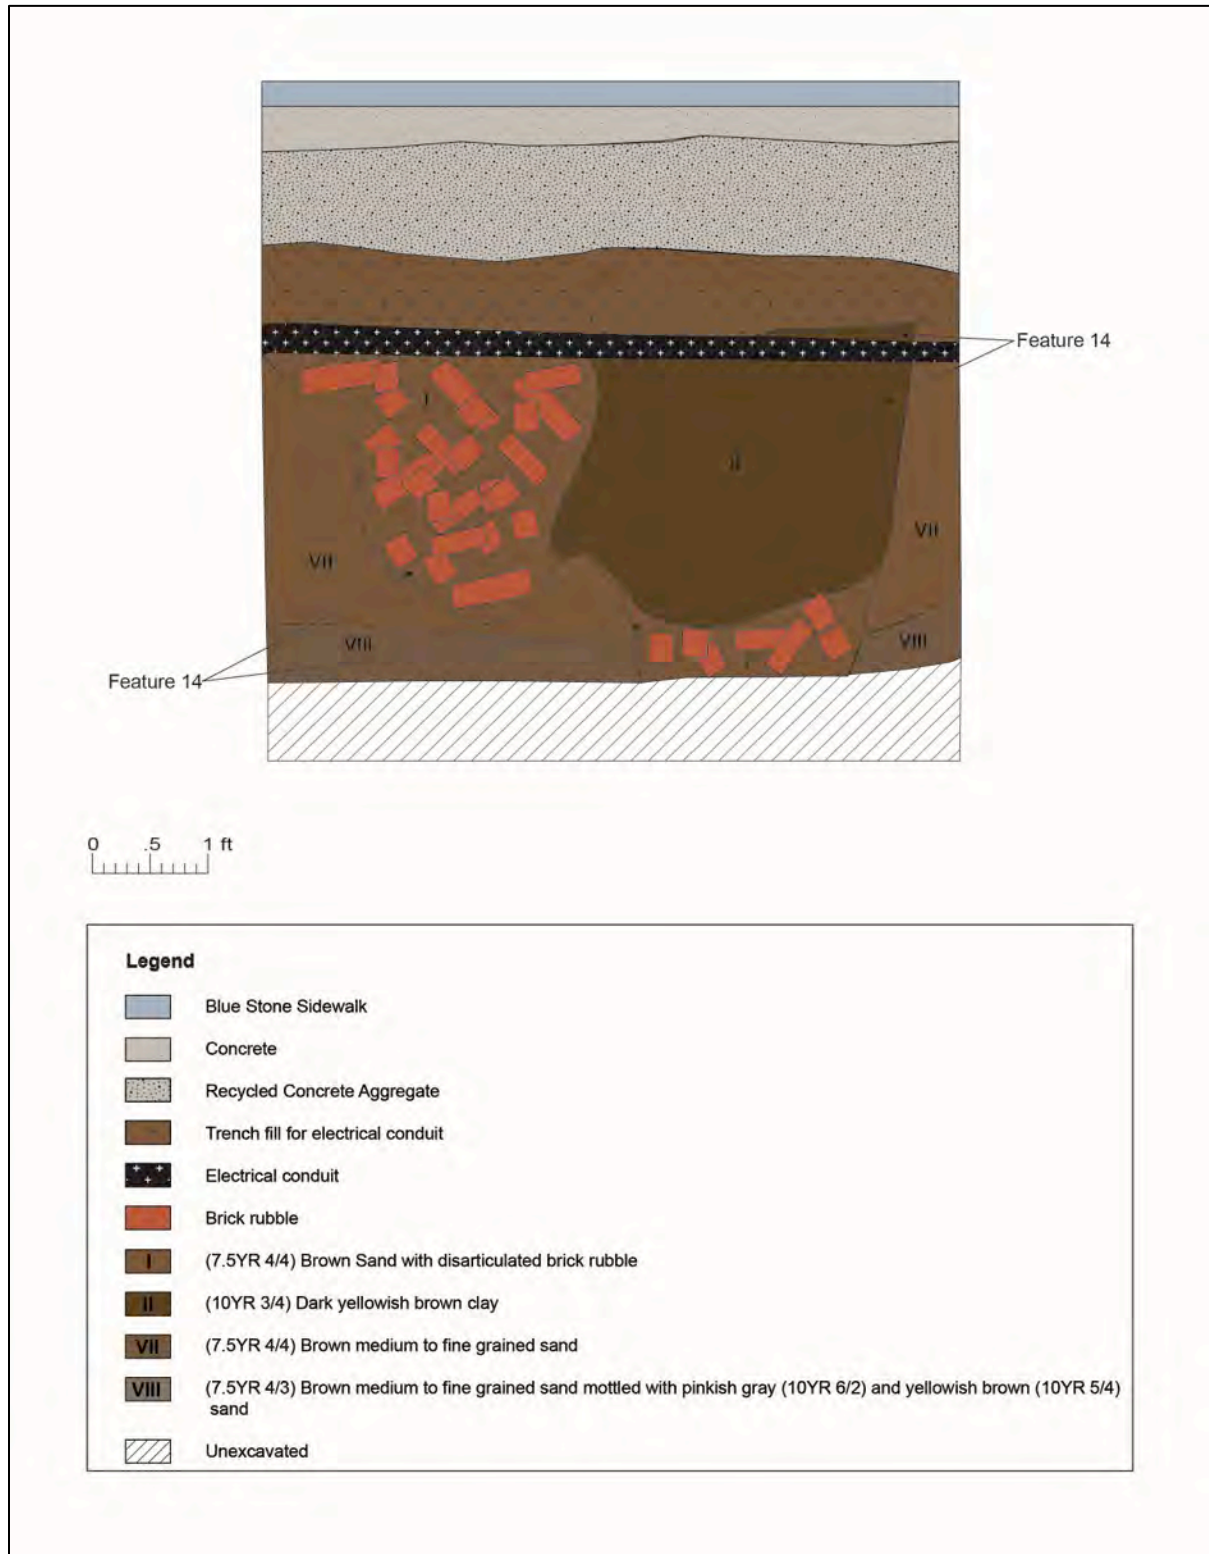 Feature 14
I
II
VII
VII
VIII
VIII
Feature 14
I
0 .5 1 ft
Legend
Blue Stone Sidewalk
Concrete
Recycled Concrete Aggregate
Trench fill for electrical conduit
Electrical conduit
Brick rubble
I (7.5YR 4/4) Brown Sand with disarticulated brick rubble
II (10YR 3/4) Dark yellowish brown clay
VII (7.5YR 4/4) Brown medium to fine grained sand
VIII (7.5YR 4/3) Brown medium to fine grained sand mottled with pinkish gray (10YR 6/2) and yellowish brown (10YR 5/4)
sand
Unexcavated